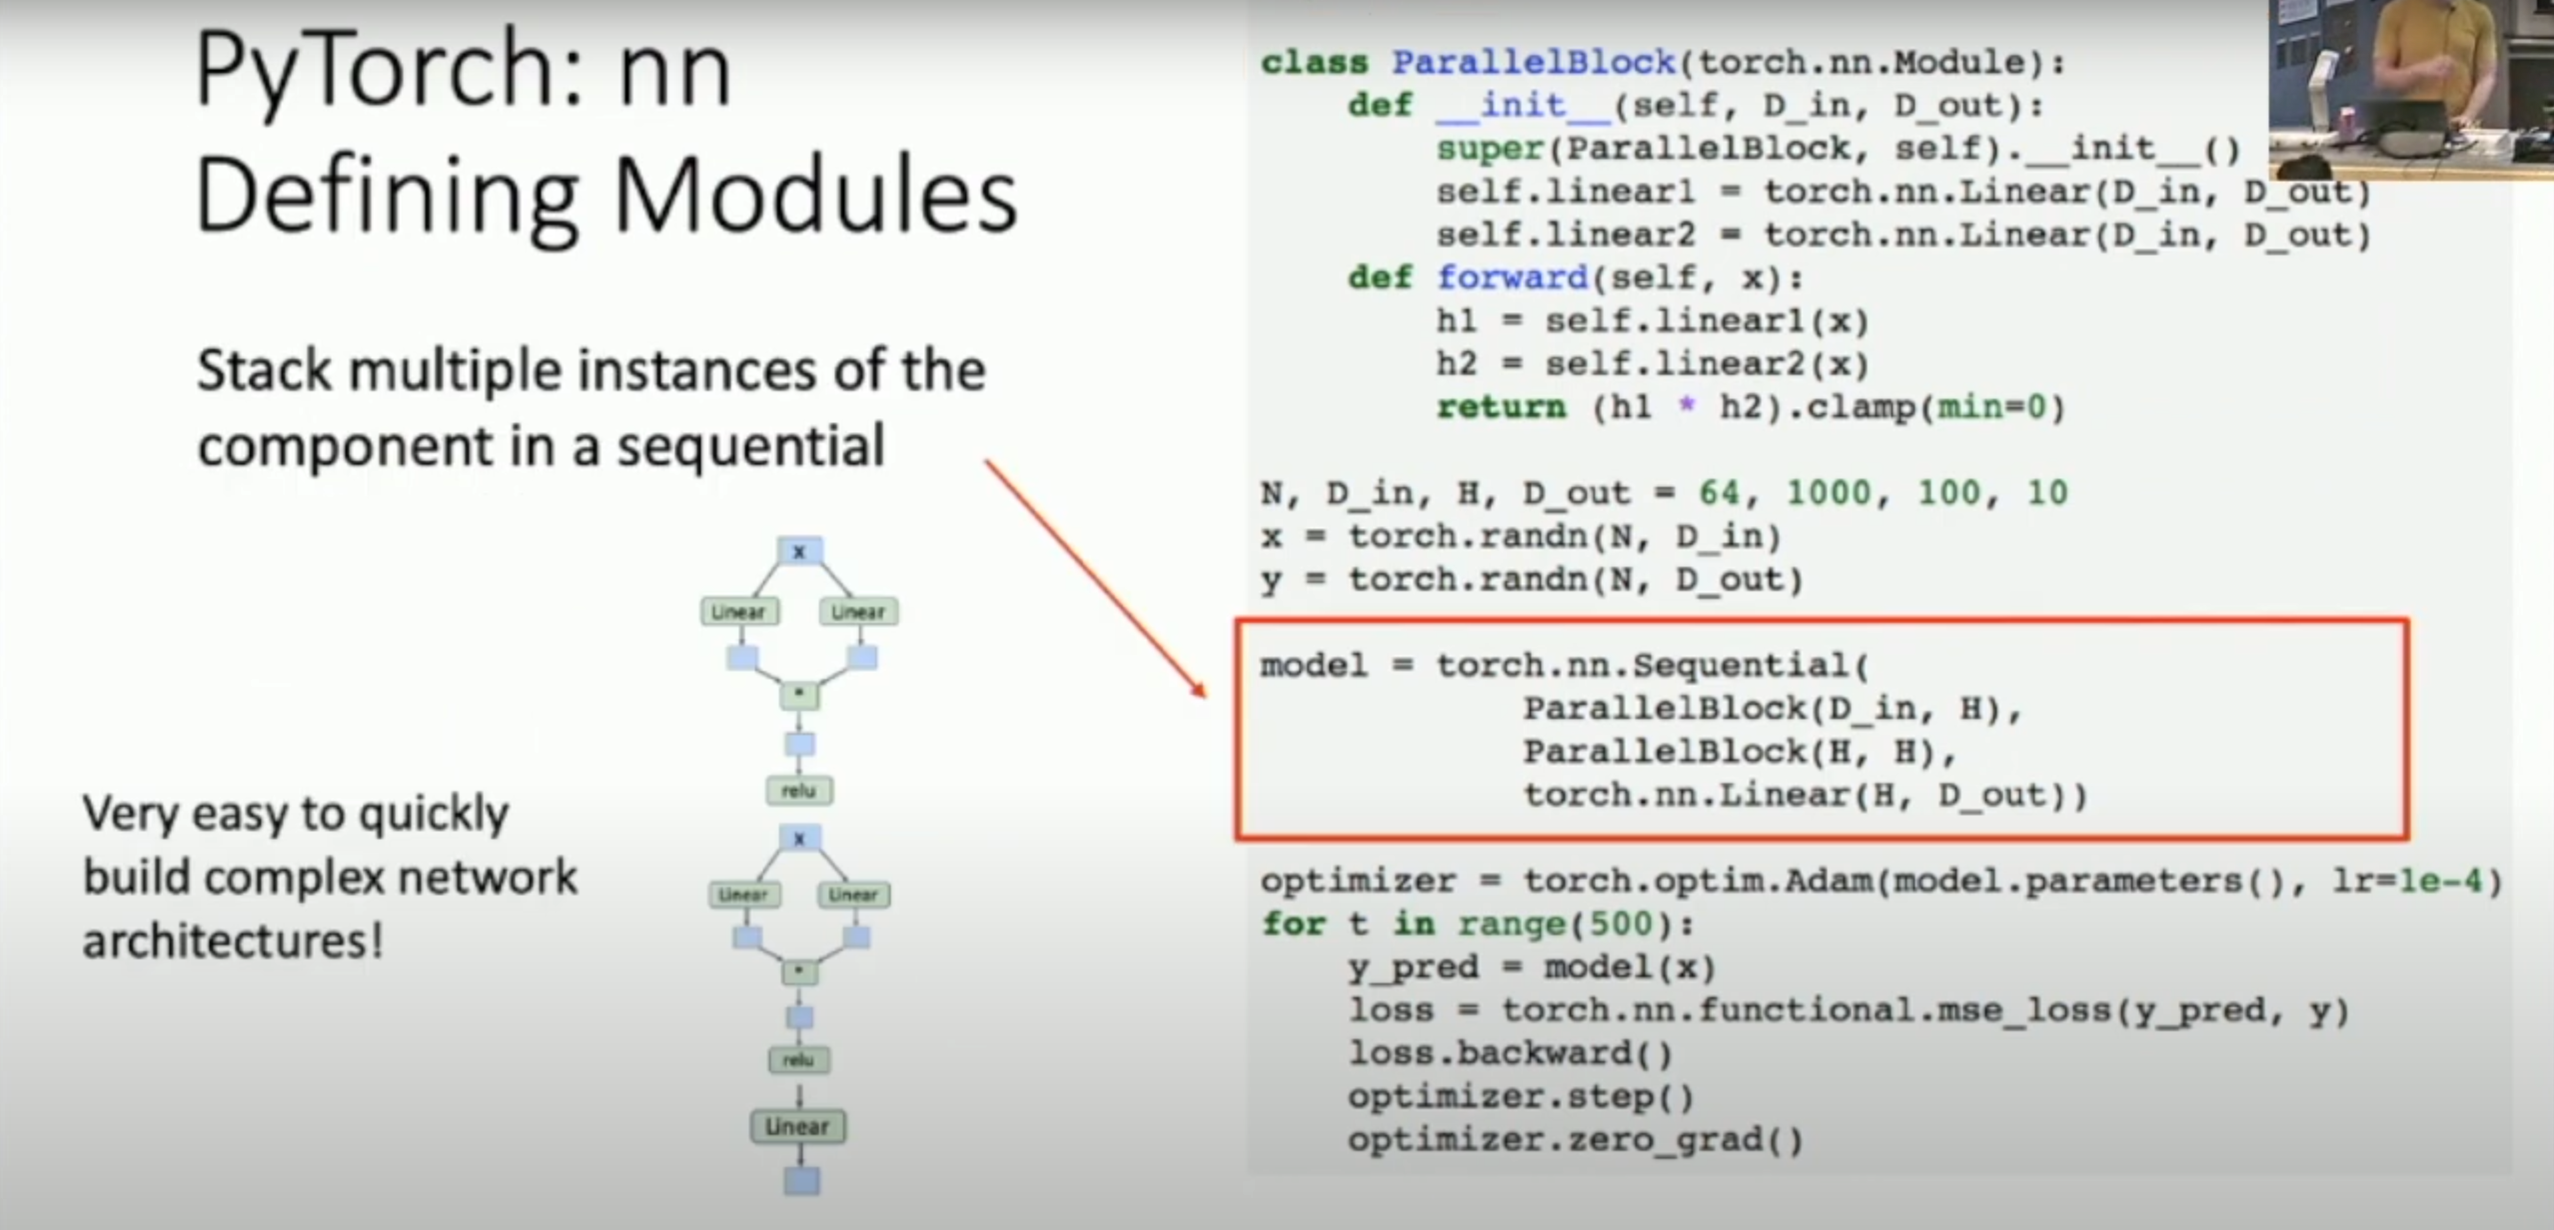 PyTorch: nn
Defining Modules
Stack multiple instances of the
component in a sequential
Very easy to quickly
build complex network
architectures!
x
Linear Linear
*
relu
x
Linear Linear
*
relu
Linear
class ParallelBlock(torch.nn.Module):
def __init__(self, D_in, D_out):
super(ParallelBlock, self).__init__()
self.linear1 = torch.nn.Linear(D_in, D_out)
self.linear2 = torch.nn.Linear(D_in, D_out)
def forward(self, x):
h1 = self.linear1(x)
h2 = self.linear2(x)
return (h1 * h2).clamp(min=0)
N, D_in, H, D_out = 64, 1000, 100, 10
x = torch.randn(N, D_in)
y = torch.randn(N, D_out)
model = torch.nn.Sequential(
ParallelBlock(D_in, H),
ParallelBlock(H, H),
torch.nn.Linear(H, D_out))
optimizer = torch.optim.Adam(model.parameters(), lr=1e-4)
for t in range(500):
y_pred = model(x)
loss = torch.nn.functional.mse_loss(y_pred, y)
loss.backward()
optimizer.step()
optimizer.zero_grad()